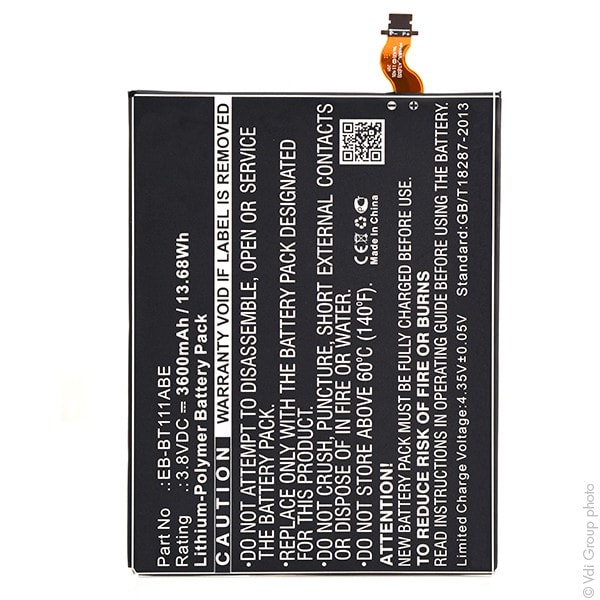 Part No .:EB-BT111ABE
Rating .:3.8VDC 3600mAh / 13.68Wh
Lithium-Polymer Battery Pack
CAUTION WARRANTY VOID IF LABEL IS REMOVED
•DO NOT ATTEMPT TO DISASSEMBLE, OPEN OR SERVICE
THE BATTERY PACK.
•REPLACE ONLY WITH THE BATTERY PACK DESIGNATED
FOR THIS PRODUCT.
•DO NOT CRUSH, PUNCTURE, SHORT EXTERNAL CONTACTS
OR DISPOSE OF IN FIRE OR WATER.
•DO NOT STORE ABOVE 60°C (140°F).
CE
Made In China
ATTENTION!
NEW BATTERY PACK MUST BE FULLY CHARGED BEFORE USE.
TO REDUCE RISK OF FIRE OR BURNS
READ INSTRUCTIONS IN OPERATING GUIDE BEFORE USING THE BATTERY.
Limited Charge Voltage:4.35V±0.05V Standard:GB/T18287-2013
© Vdi Group photo